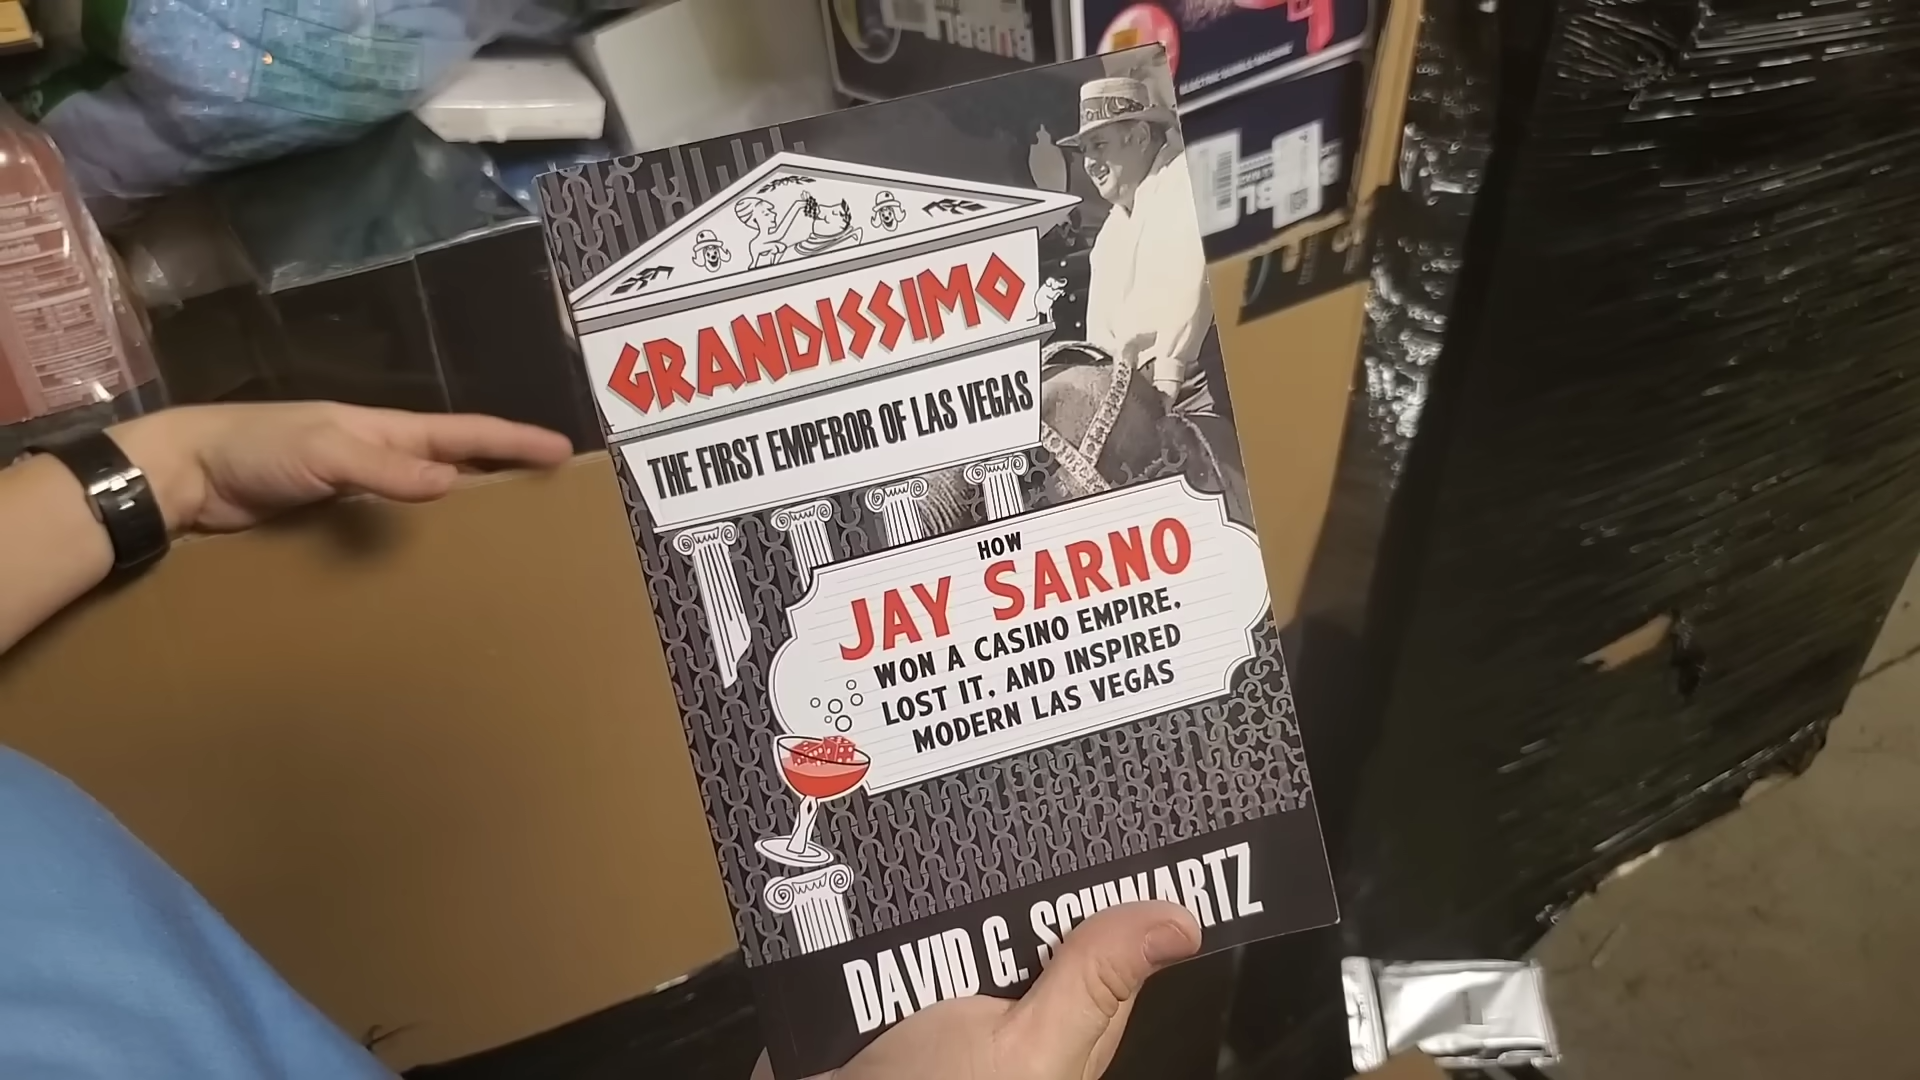 GRANDISSIMO
THE FIRST EMPEROR OF LAS VEGAS
HOW
JAY SARNO
WON A CASINO EMPIRE,
LOST IT, AND INSPIRED
MODERN LAS VEGAS
DAVID G. SCHWARTZ